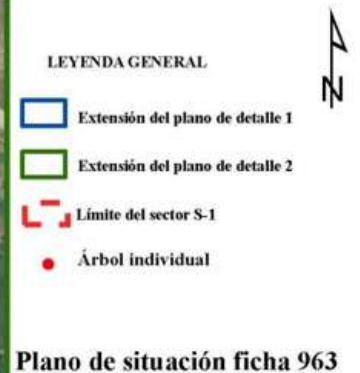 N
LEYENDA GENERAL
Extensión del plano de detalle 1
Extensión del plano de detalle 2
Límite del sector S-1
Árbol individual
Plano de situación ficha 963